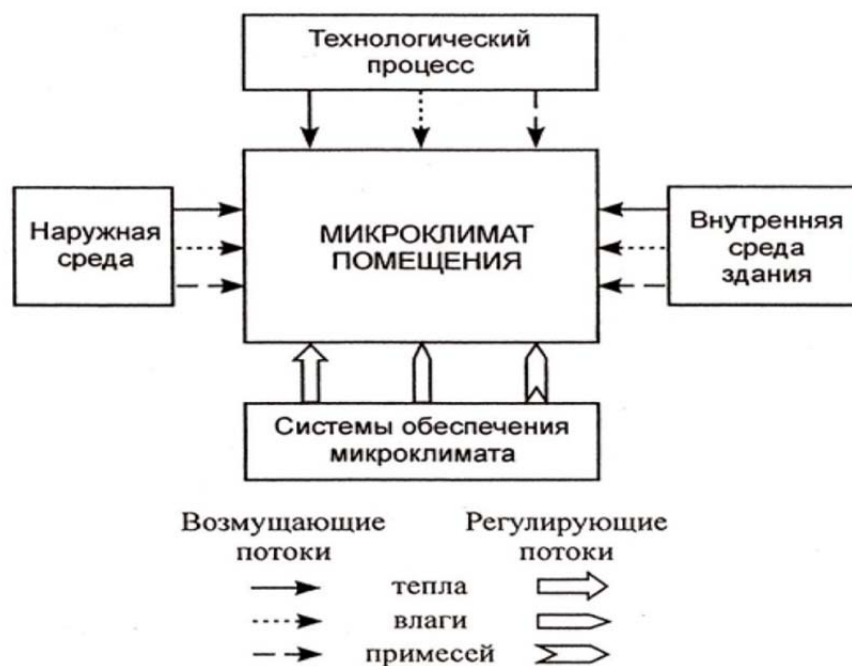 Технологический
процесс
Наружная
среда
МИКРОКЛИМАТ
ПОМЕЩЕНИЯ
Внутренняя
среда
здания
Системы обеспечения
микроклимата
Возмущающие
потоки
Регулирующие
потоки
тепла
влаги
примесей